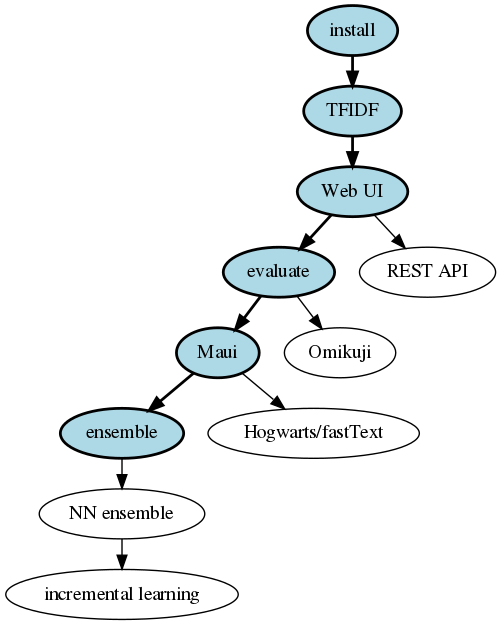 install
TFIDF
Web UI
evaluate
REST API
Maui
Omikuji
ensemble
Hogwarts/fastText
NN ensemble
incremental learning